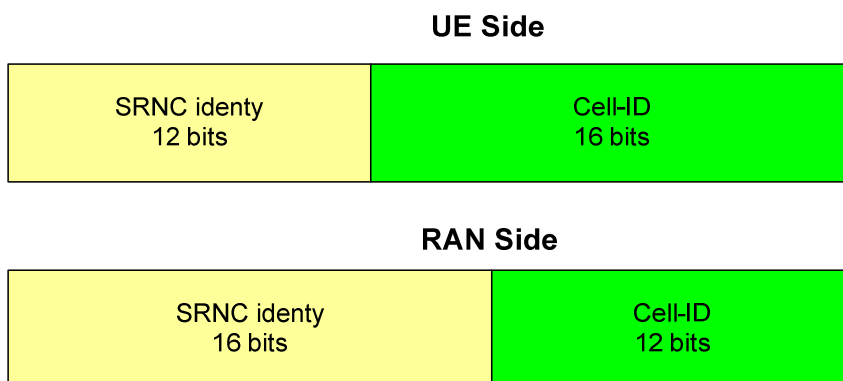 UE Side
SRNC identy
12 bits
Cell-ID
16 bits
RAN Side
SRNC identy
16 bits
Cell-ID
12 bits